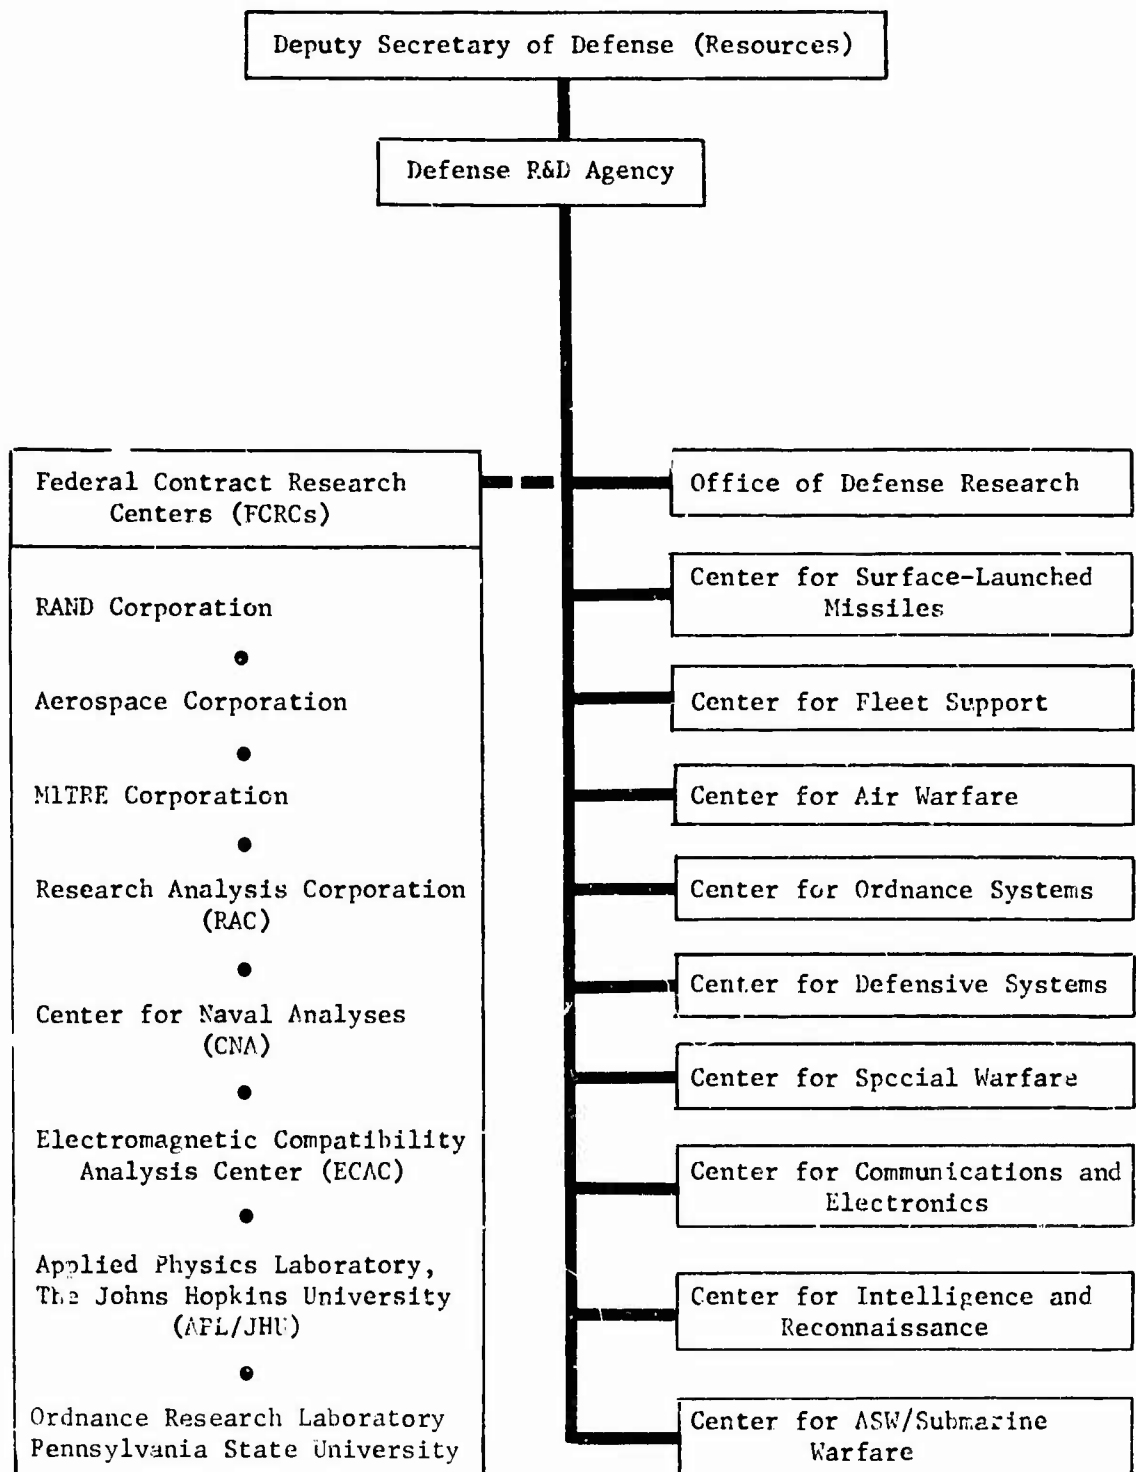 Deputy Secretary of Defense (Resources)
Defense R&D Agency
Federal Contract Research
Centers (FCRCs)
RAND Corporation
Aerospace Corporation
MITRE Corporation
Research Analysis Corporation
(RAC)
Center for Naval Analyses
(CNA)
Electromagnetic Compatibility
Analysis Center (ECAC)
Applied Physics Laboratory,
The Johns Hopkins University
(APL/JHU)
Ordnance Research Laboratory
Pennsylvania State University
Office of Defense Research
Center for Surface-Launched
Missiles
Center for Fleet Support
Center for Air Warfare
Center for Ordnance Systems
Center for Defensive Systems
Center for Special Warfare
Center for Communications and
Electronics
Center for Intelligence and
Reconnaissance
Center for ASW/Submarine
Warfare